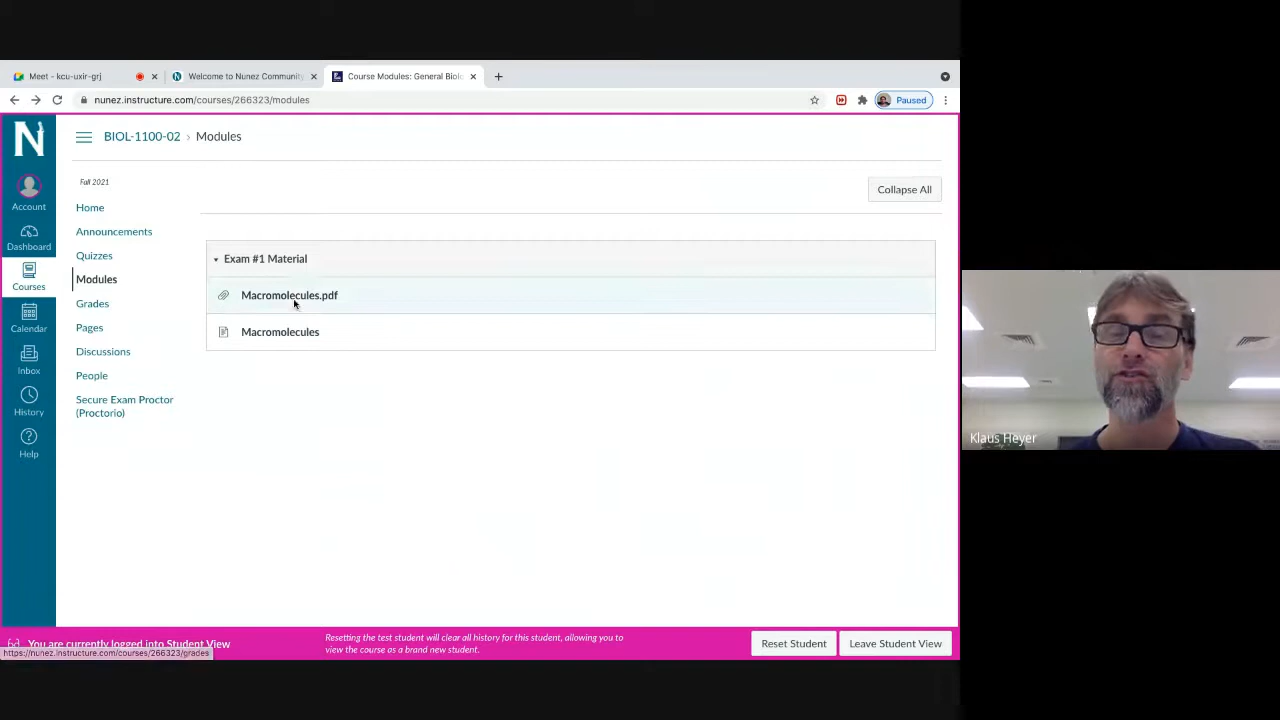 Meet - kcu-uxir-grj
Welcome to Nunez Community
Course Modules: General Biolo
nunez.instructure.com/courses/266323/modules
Paused
N
BIOL-1100-02 › Modules
Account
Dashboard
Courses
Calendar
Inbox
History
Help
Fall 2021
Home
Announcements
Quizzes
Modules
Grades
Pages
Discussions
People
Secure Exam Proctor
(Proctorio)
Collapse All
Exam #1 Material
Macromolecules.pdf
Macromolecules
Klaus Heyer
You are currently logged into Student View
https://nunez.instructure.com/courses/266323/grades
Resetting the test student will clear all history for this student, allowing you to
view the course as a brand new student.
Reset Student
Leave Student View